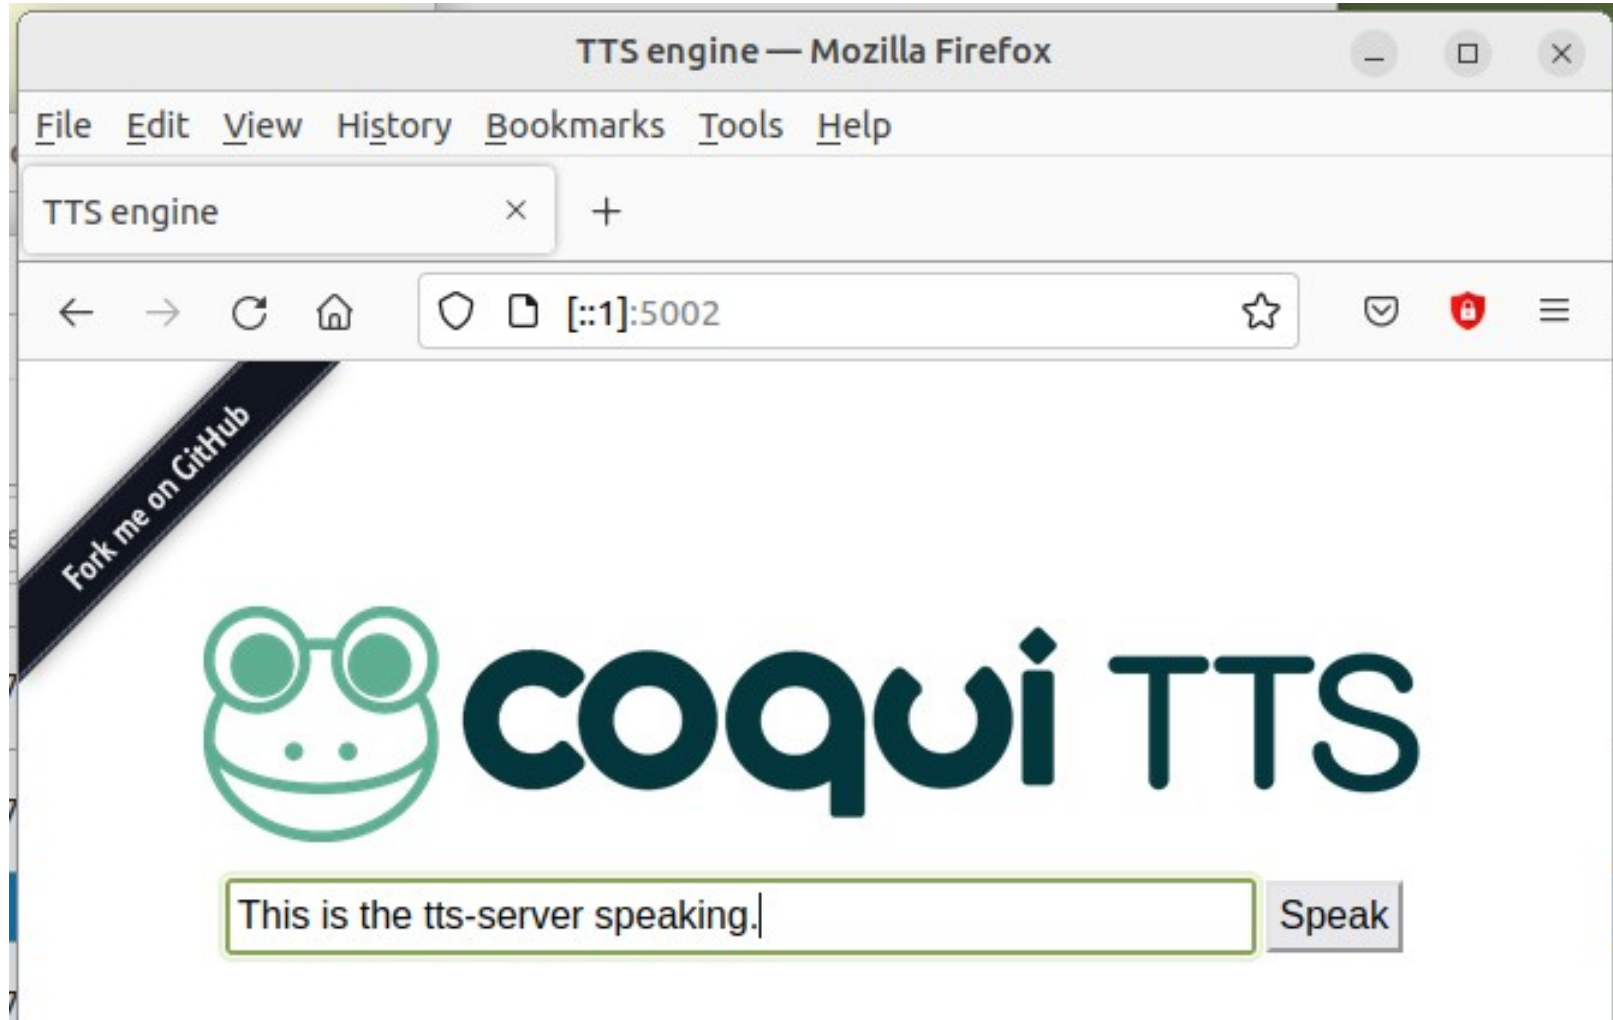 TTS engine — Mozilla Firefox
File Edit View History Bookmarks Tools Help
TTS engine
[::1]:5002
Fork me on GitHub
coqui TTS
This is the tts-server speaking.
Speak